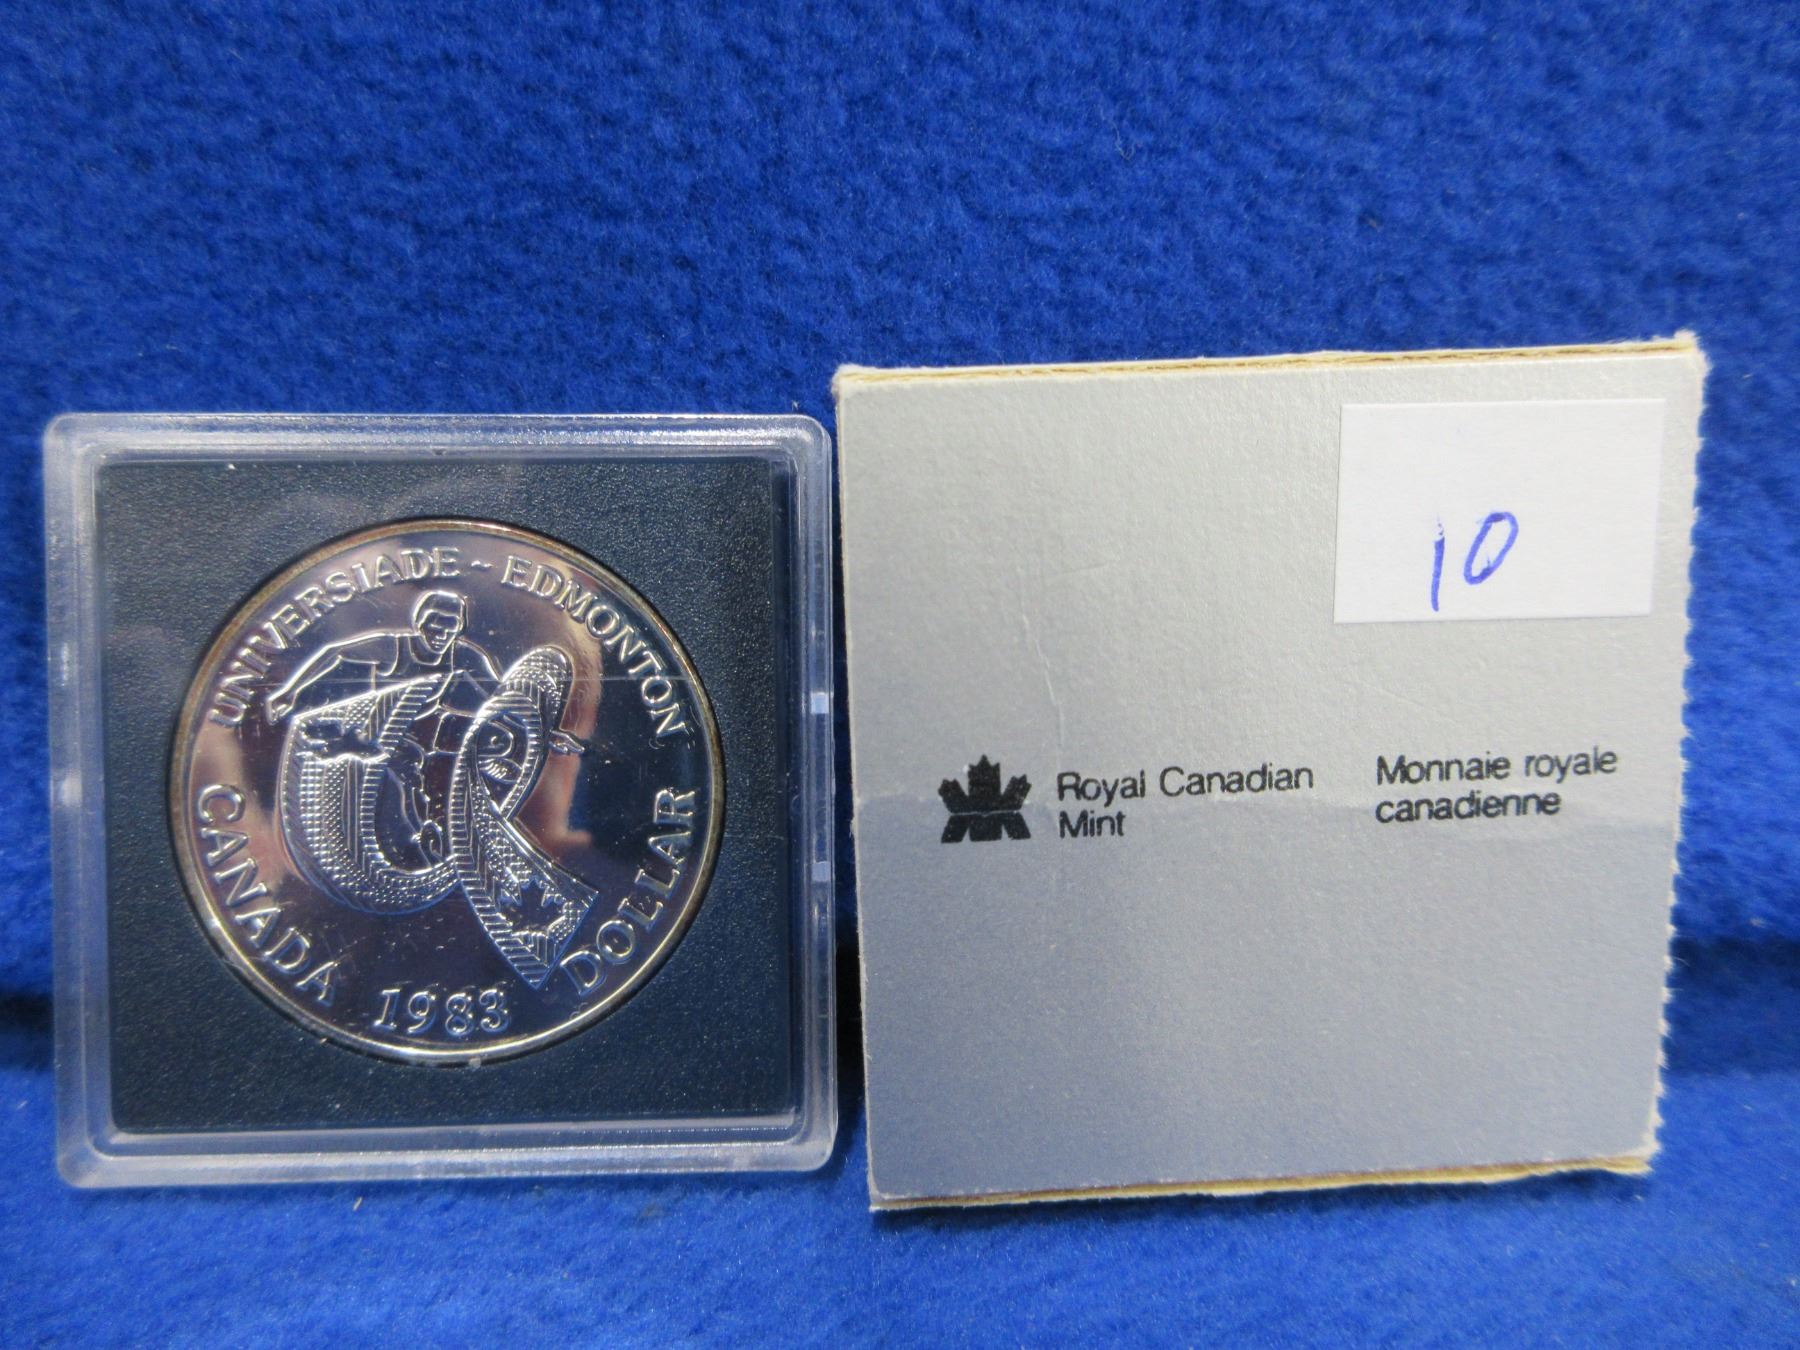 UNIVERSIADE ~ EDMONTON
CANADA 1983 DOLLAR
10
Royal Canadian
Mint
Monnaie royale
canadienne